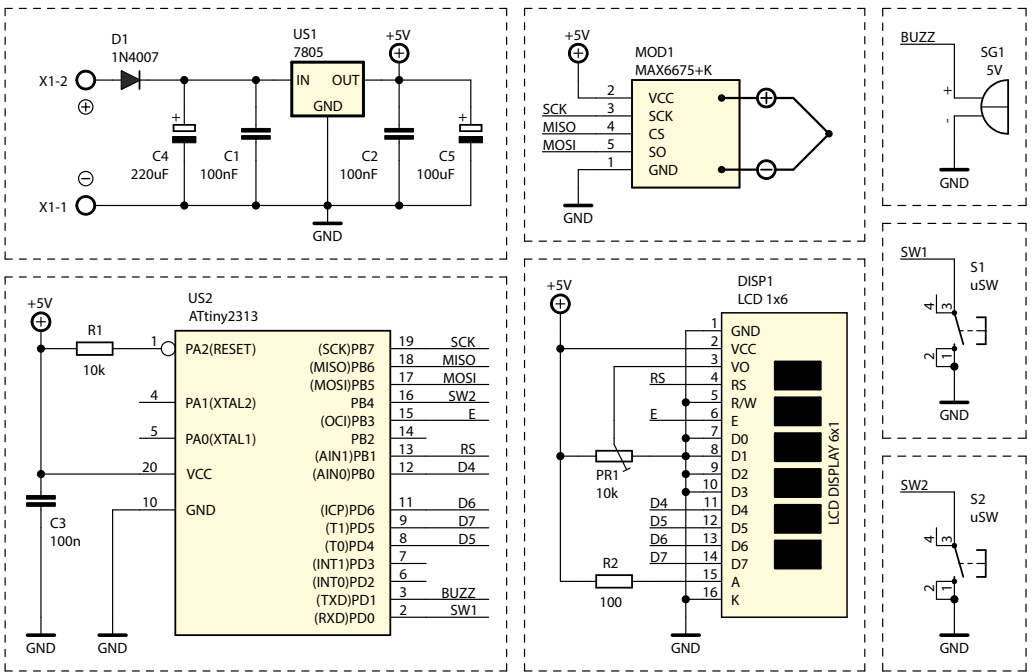 D1
1N4007
US1
7805
+5V
X1-2
IN OUT
GND
+
C4
220uF
C1
100nF
C2
100nF
+
C5
100uF
X1-1
GND
+5V
MOD1
MAX6675+K
2 VCC
SCK 3 SCK
MISO 4 CS
MOSI 5 SO
1 GND
GND
BUZZ
SG1
5V
+
-
GND
SW1
S1
uSW
4 3
2 1
GND
SW2
S2
uSW
4 3
2 1
GND
+5V
US2
ATtiny2313
R1
10k
1 PA2(RESET)
4 PA1(XTAL2)
5 PA0(XTAL1)
20 VCC
10 GND
C3
100n
GND
GND
(SCK)PB7 19 SCK
(MISO)PB6 18 MISO
(MOSI)PB5 17 MOSI
PB4 16 SW2
(OCI)PB3 15 E
PB2 14
(AIN1)PB1 13 RS
(AIN0)PB0 12 D4
(ICP)PD6 11 D6
(T1)PD5 9 D7
(T0)PD4 8 D5
(INT1)PD3 7
(INT0)PD2 6
(TXD)PD1 3 BUZZ
(RXD)PD0 2 SW1
+5V
DISP1
LCD 1x6
1 GND
2 VCC
3 VO
RS 4 RS
5 R/W
E 6 E
7 D0
8 D1
9 D2
10 D3
D4 11 D4
D5 12 D5
D6 13 D6
D7 14 D7
15 A
16 K
PR1
10k
R2
100
LCD DISPLAY 6x1
GND